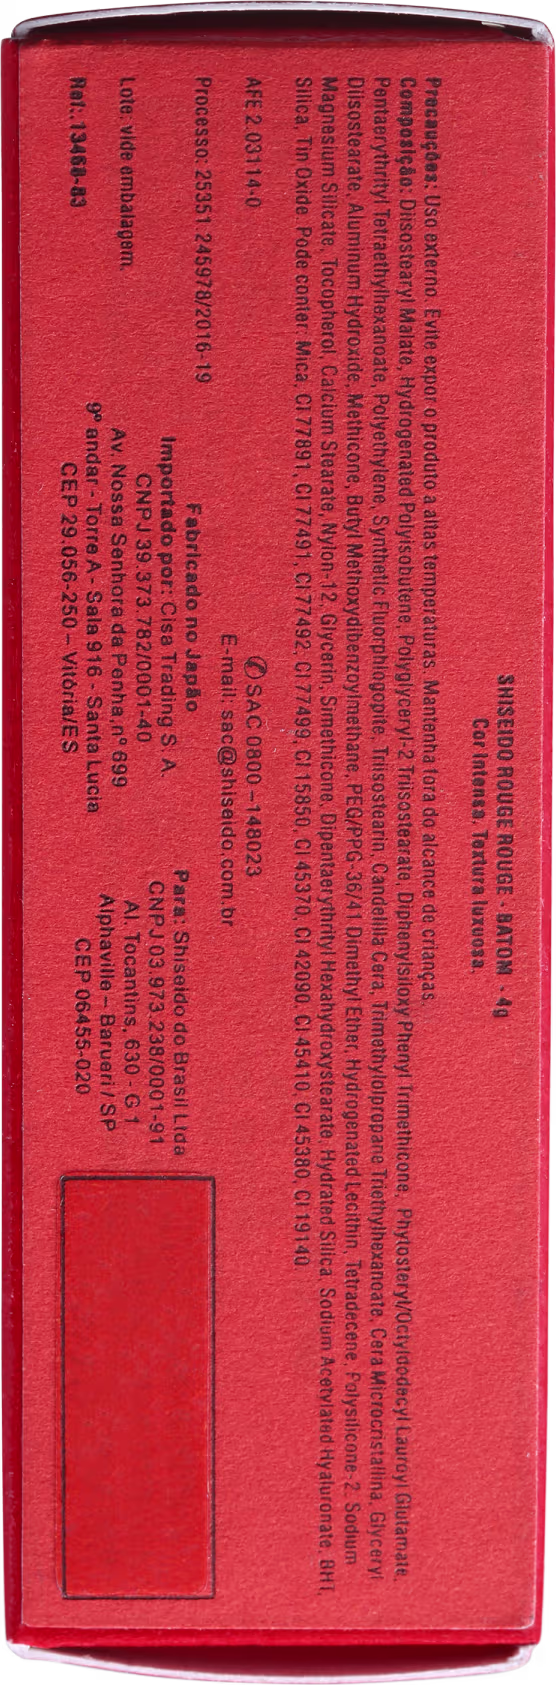 SHISEIDO ROUGE ROUGE - BATOM - 4g
Cor Intensa. Textura luxuosa.
Precauções: Uso externo. Evite expor o produto a altas temperaturas. Mantenha fora do alcance de crianças.
Composição: Diisostearyl Malate, Hydrogenated Polyisobutene, Polyglyceryl-2 Triisostearate, Diphenylsiloxy Phenyl Trimethicone, Phytosteryl/Octyldodecyl Lauroyl Glutamate,
Pentaerythrityl Tetraethylhexanoate, Polyethylene, Synthetic Fluorphlogopite, Triisostearin, Candelilla Cera, Trimethylolpropane Triethylhexanoate, Cera Microcristallina, Glyceryl
Diisostearate, Aluminum Hydroxide, Methicone, Butyl Methoxydibenzoylmethane, PEG/PPG-36/41 Dimethyl Ether, Hydrogenated Lecithin, Tetradecene, Polysilicone-2, Sodium
Magnesium Silicate, Tocopherol, Calcium Stearate, Nylon-12, Glycerin, Simethicone, Dipentaerythrityl Hexahydroxystearate, Hydrated Silica, Sodium Acetylated Hyaluronate, BHT,
Silica, Tin Oxide. Pode conter: Mica, CI 77891, CI 77491, CI 77492, CI 77499, CI 15850, CI 45370, CI 42090, CI 45410, CI 45380, CI 19140.
AFE 2.03114-0
SAC 0800-148023
E-mail: sac@shiseido.com.br
Processo: 25351.245978/2016-19
Lote: vide embalagem.
Ref.: 13468-83
Fabricado no Japão
Importado por: Cisa Trading S. A.
CNPJ 39.373.782/0001-40
Av. Nossa Senhora da Penha, nº 699
9º andar - Torre A - Sala 916 - Santa Lucia
CEP 29.056-250 – Vitória/ES
Para: Shiseido do Brasil Ltda
CNPJ 03.973.238/0001-91
Al. Tocantins, 630 - G 1
Alphaville – Barueri / SP
CEP 06455-020